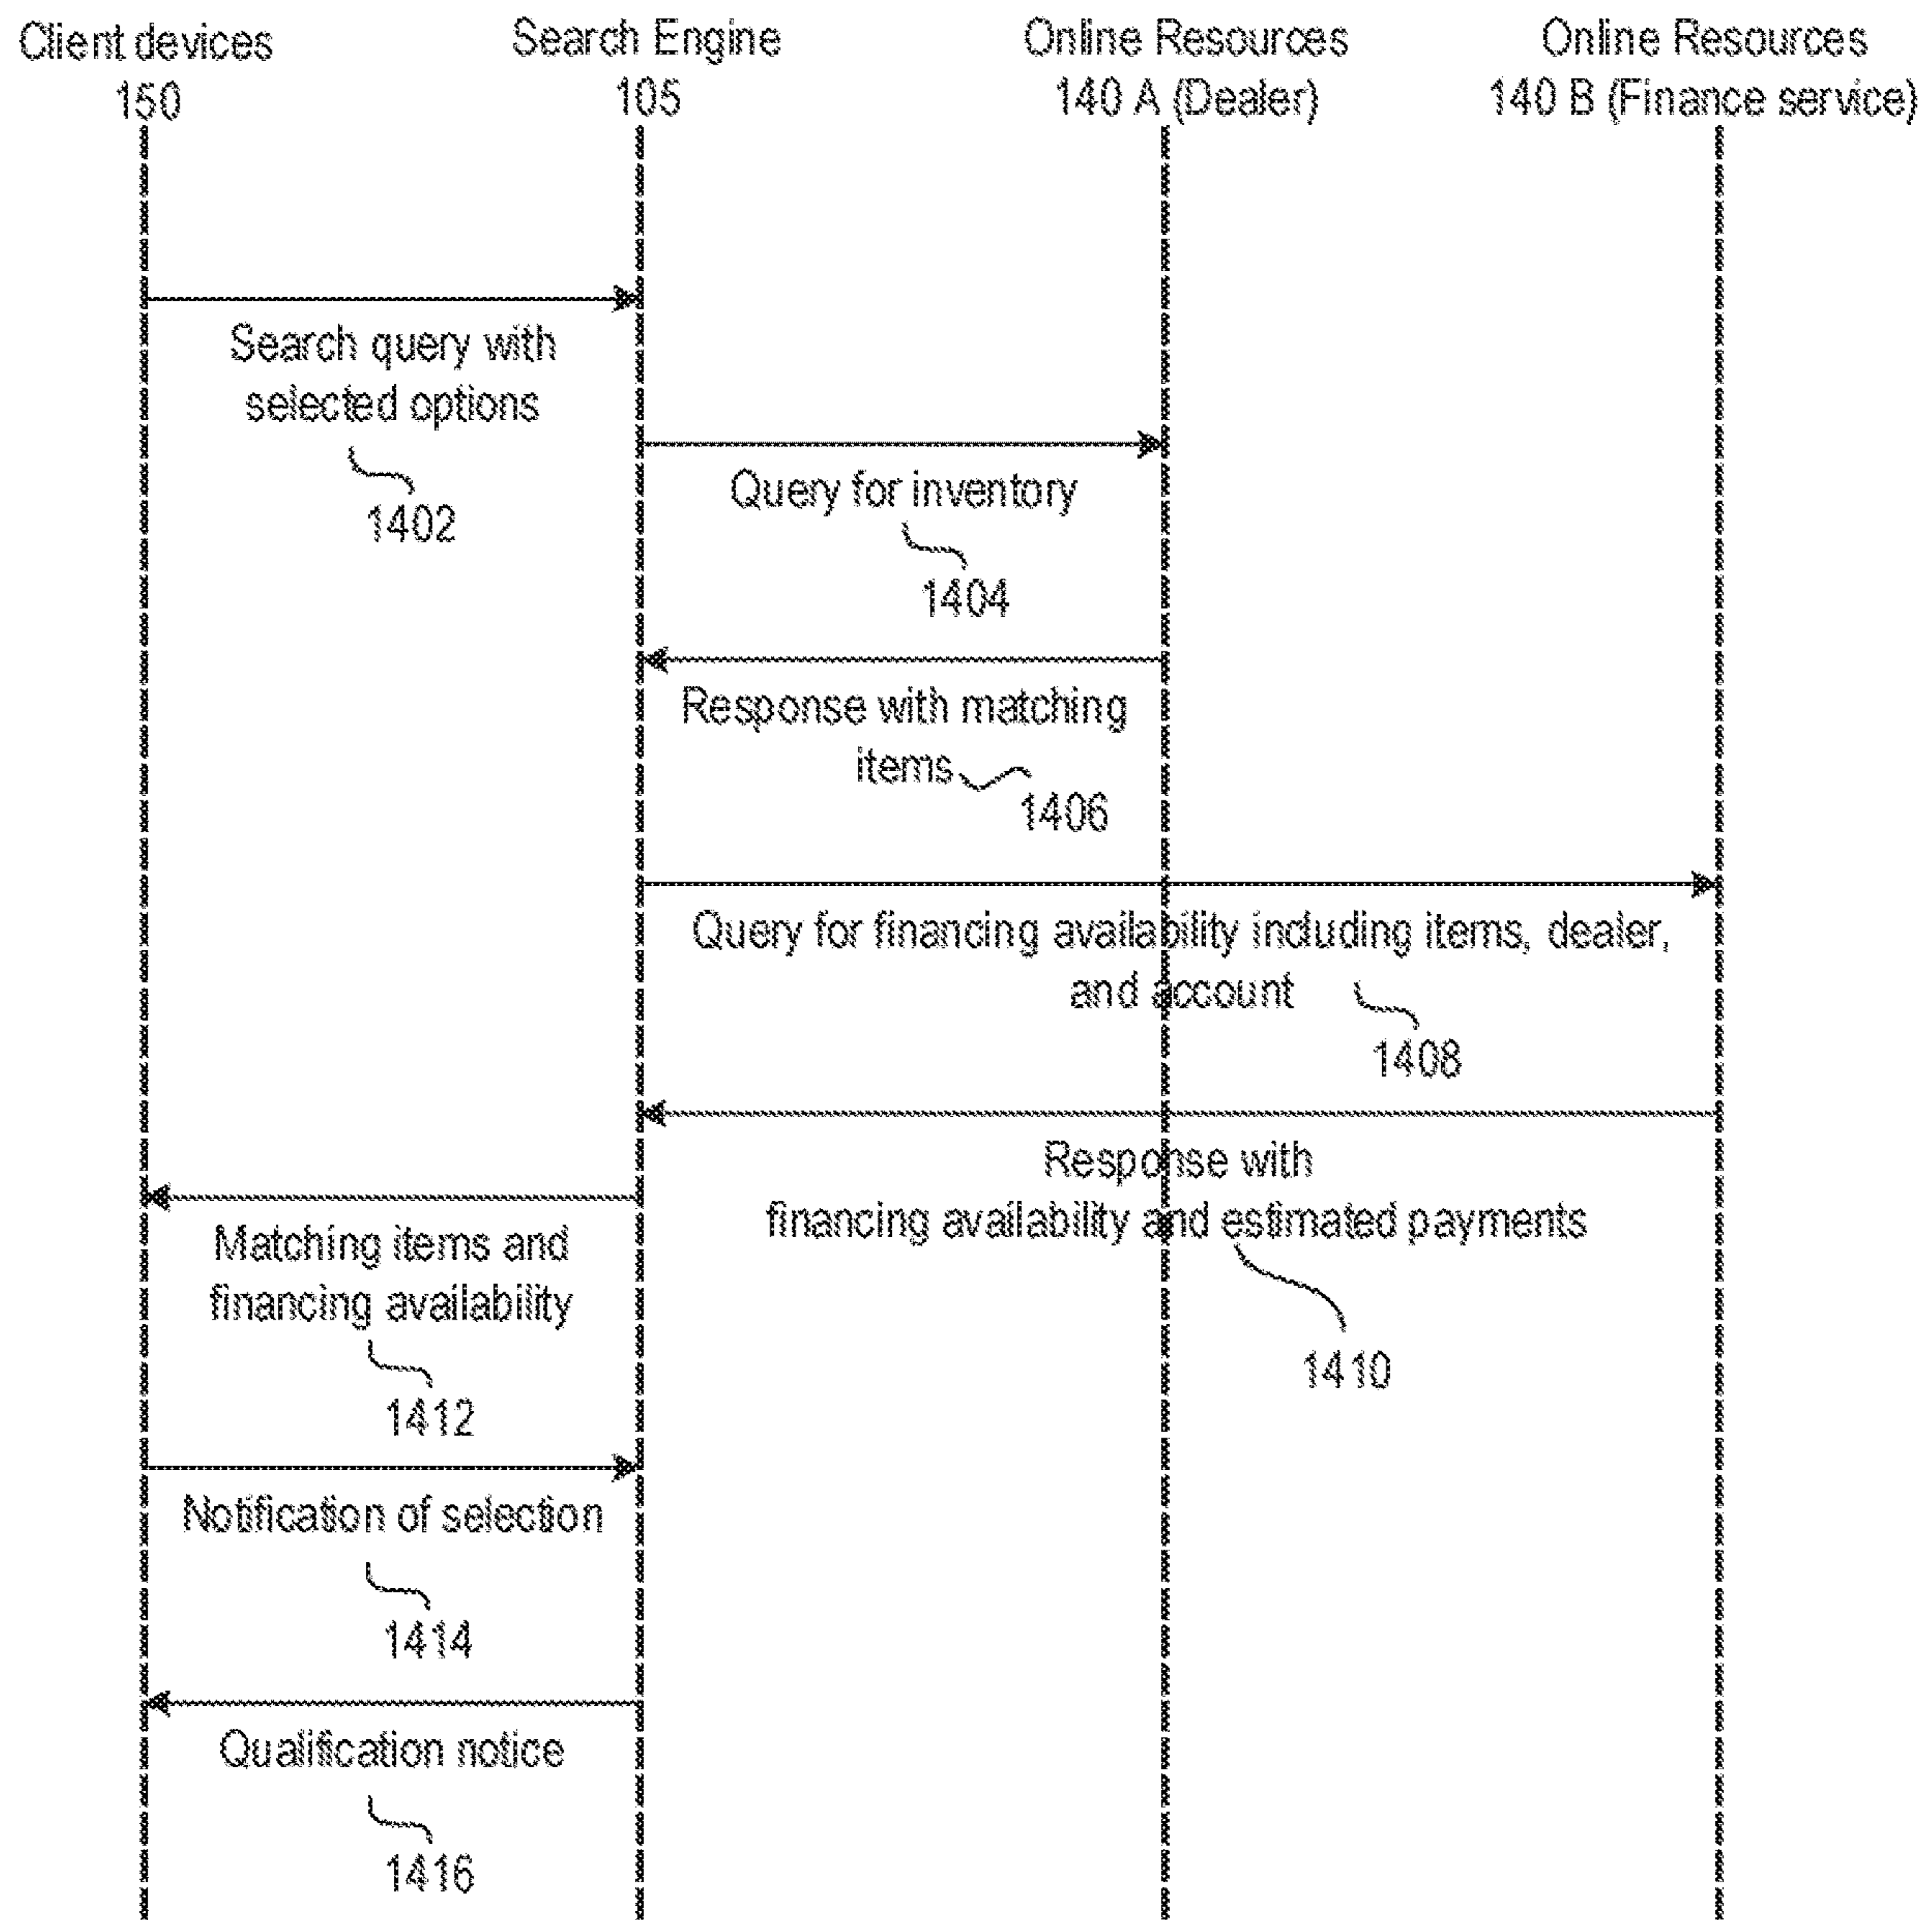 Client devices
150
Search Engine
105
Online Resources
140 A (Dealer)
Online Resources
140 B (Finance service)
Search query with
selected options
1402
Query for inventory
1404
Response with matching
items
1406
Query for financing availability including items, dealer,
and account
1408
Response with
financing availability and estimated payments
1410
Matching items and
financing availability
1412
Notification of selection
1414
Qualification notice
1416